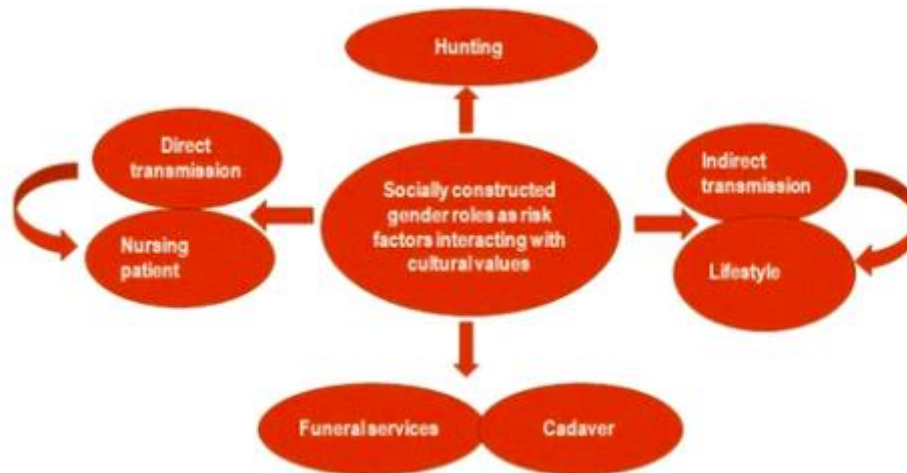 Hunting
Direct
transmission
Nursing
patient
Socially constructed
gender roles as risk
factors interacting with
cultural values
Indirect
transmission
Lifestyle
Funeral services
Cadaver